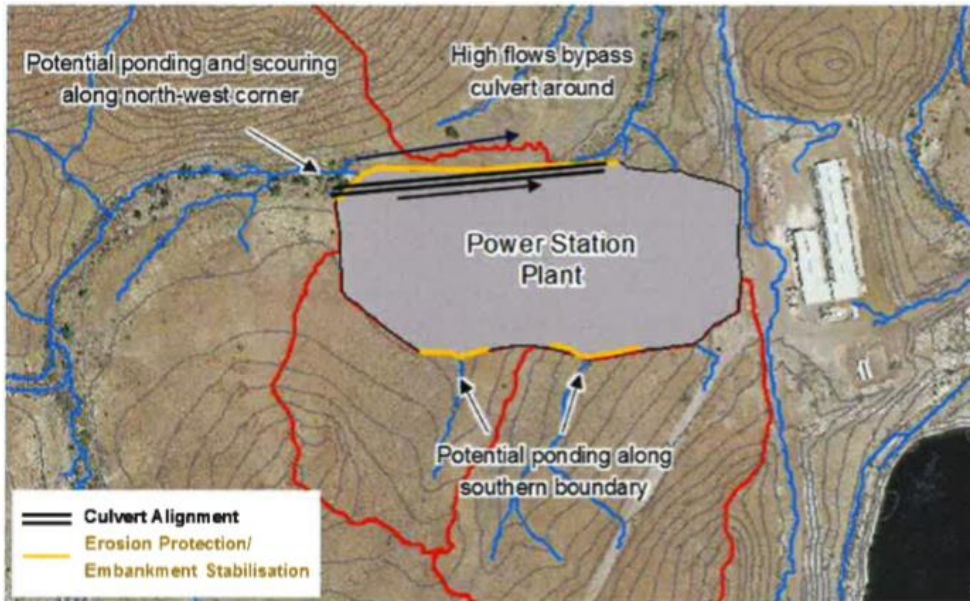 Potential ponding and scouring
along north-west corner
High flows bypass
culvert around
Power Station
Plant
Potential ponding along
southern boundary
Culvert Alignment
Erosion Protection/
Embankment Stabilisation